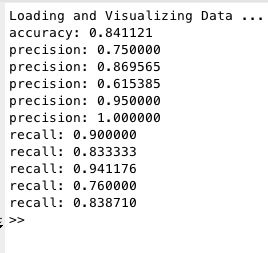 Loading and Visualizing Data ...
accuracy: 0.841121
precision: 0.750000
precision: 0.869565
precision: 0.615385
precision: 0.950000
precision: 1.000000
recall: 0.900000
recall: 0.833333
recall: 0.941176
recall: 0.760000
recall: 0.838710
>>